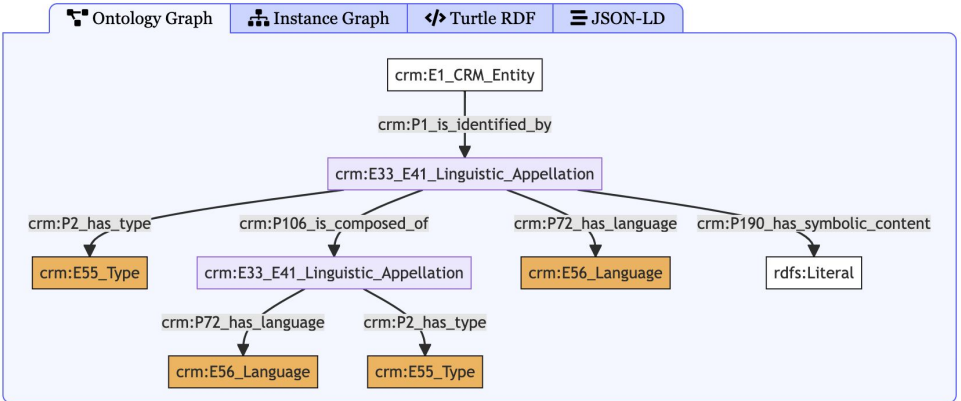 Ontology Graph Instance Graph Turtle RDF JSON-LD
crm:E1_CRM_Entity
crm:P1_is_identified_by
crm:E33_E41_Linguistic_Appellation
crm:P2_has_type crm:P106_is_composed_of crm:P72_has_language crm:P190_has_symbolic_content
crm:E55_Type crm:E33_E41_Linguistic_Appellation crm:E56_Language rdfs:Literal
crm:P72_has_language crm:P2_has_type
crm:E56_Language crm:E55_Type